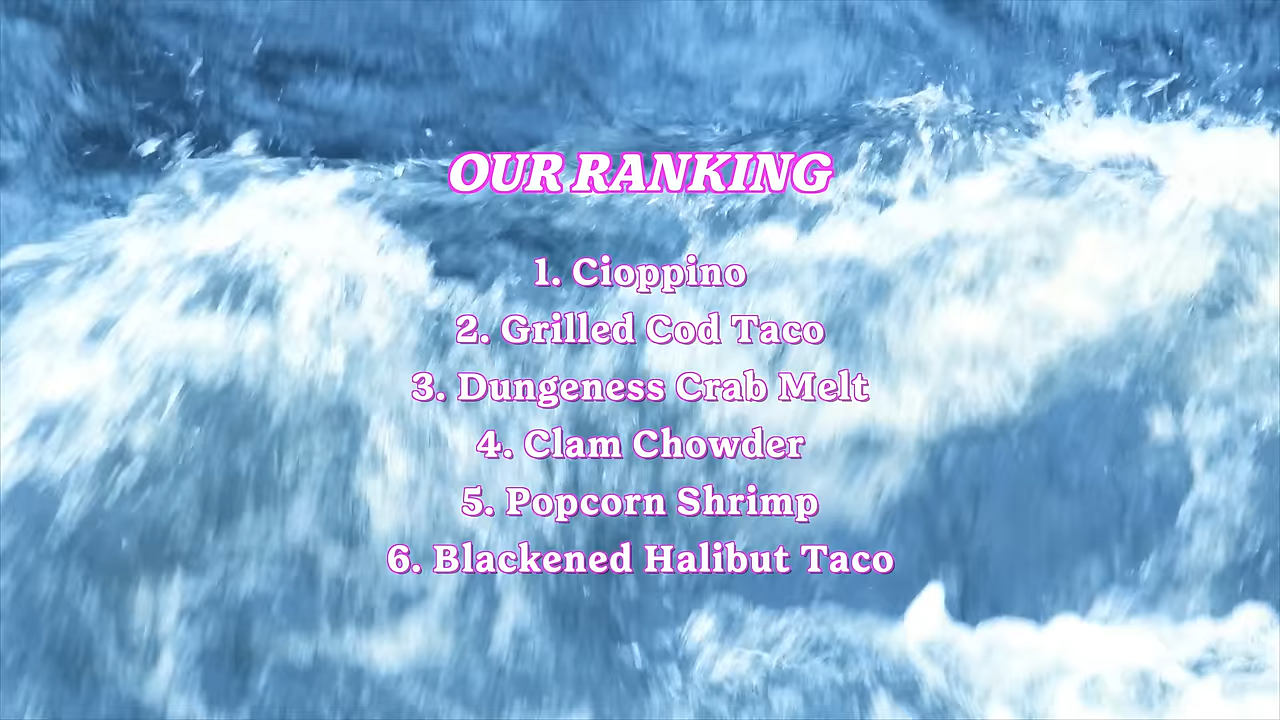 OUR RANKING
1. Cioppino
2. Grilled Cod Taco
3. Dungeness Crab Melt
4. Clam Chowder
5. Popcorn Shrimp
6. Blackened Halibut Taco